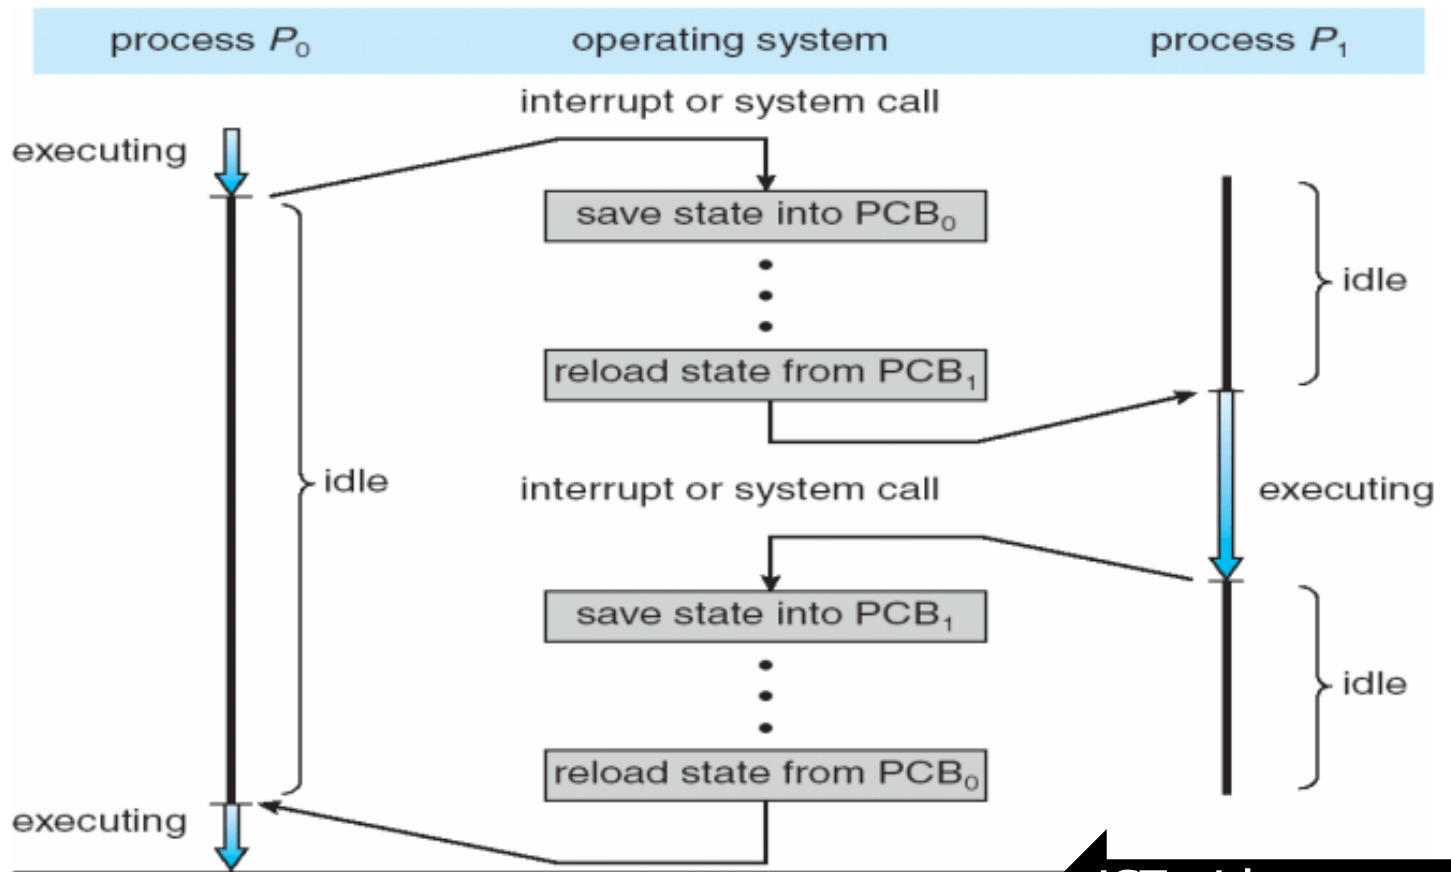 process P₀
operating system
process P₁
interrupt or system call
executing
save state into PCB₀
idle
reload state from PCB₁
idle
interrupt or system call
executing
save state into PCB₁
idle
reload state from PCB₀
executing